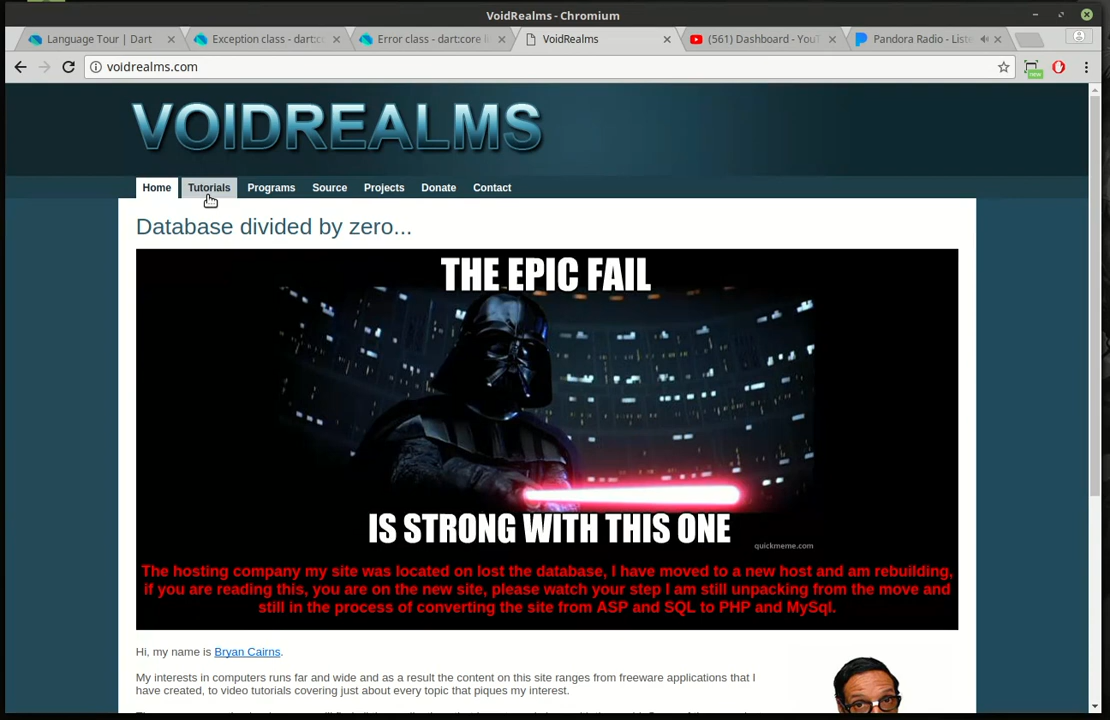 VoidRealms - Chromium
Language Tour | Dart
Exception class - dart:c
Error class - dart:core l
VoidRealms
(561) Dashboard - YouT
Pandora Radio - Liste
voidrealms.com
new
VOIDREALMS
Home Tutorials Programs Source Projects Donate Contact
Database divided by zero...
THE EPIC FAIL
IS STRONG WITH THIS ONE
quickmeme.com
The hosting company my site was located on lost the database, I have moved to a new host and am rebuilding,
if you are reading this, you are on the new site, please watch your step I am still unpacking from the move and
still in the process of converting the site from ASP and SQL to PHP and MySql.
Hi, my name is Bryan Cairns.
My interests in computers runs far and wide and as a result the content on this site ranges from freeware applications that I
have created, to video tutorials covering just about every topic that piques my interest.